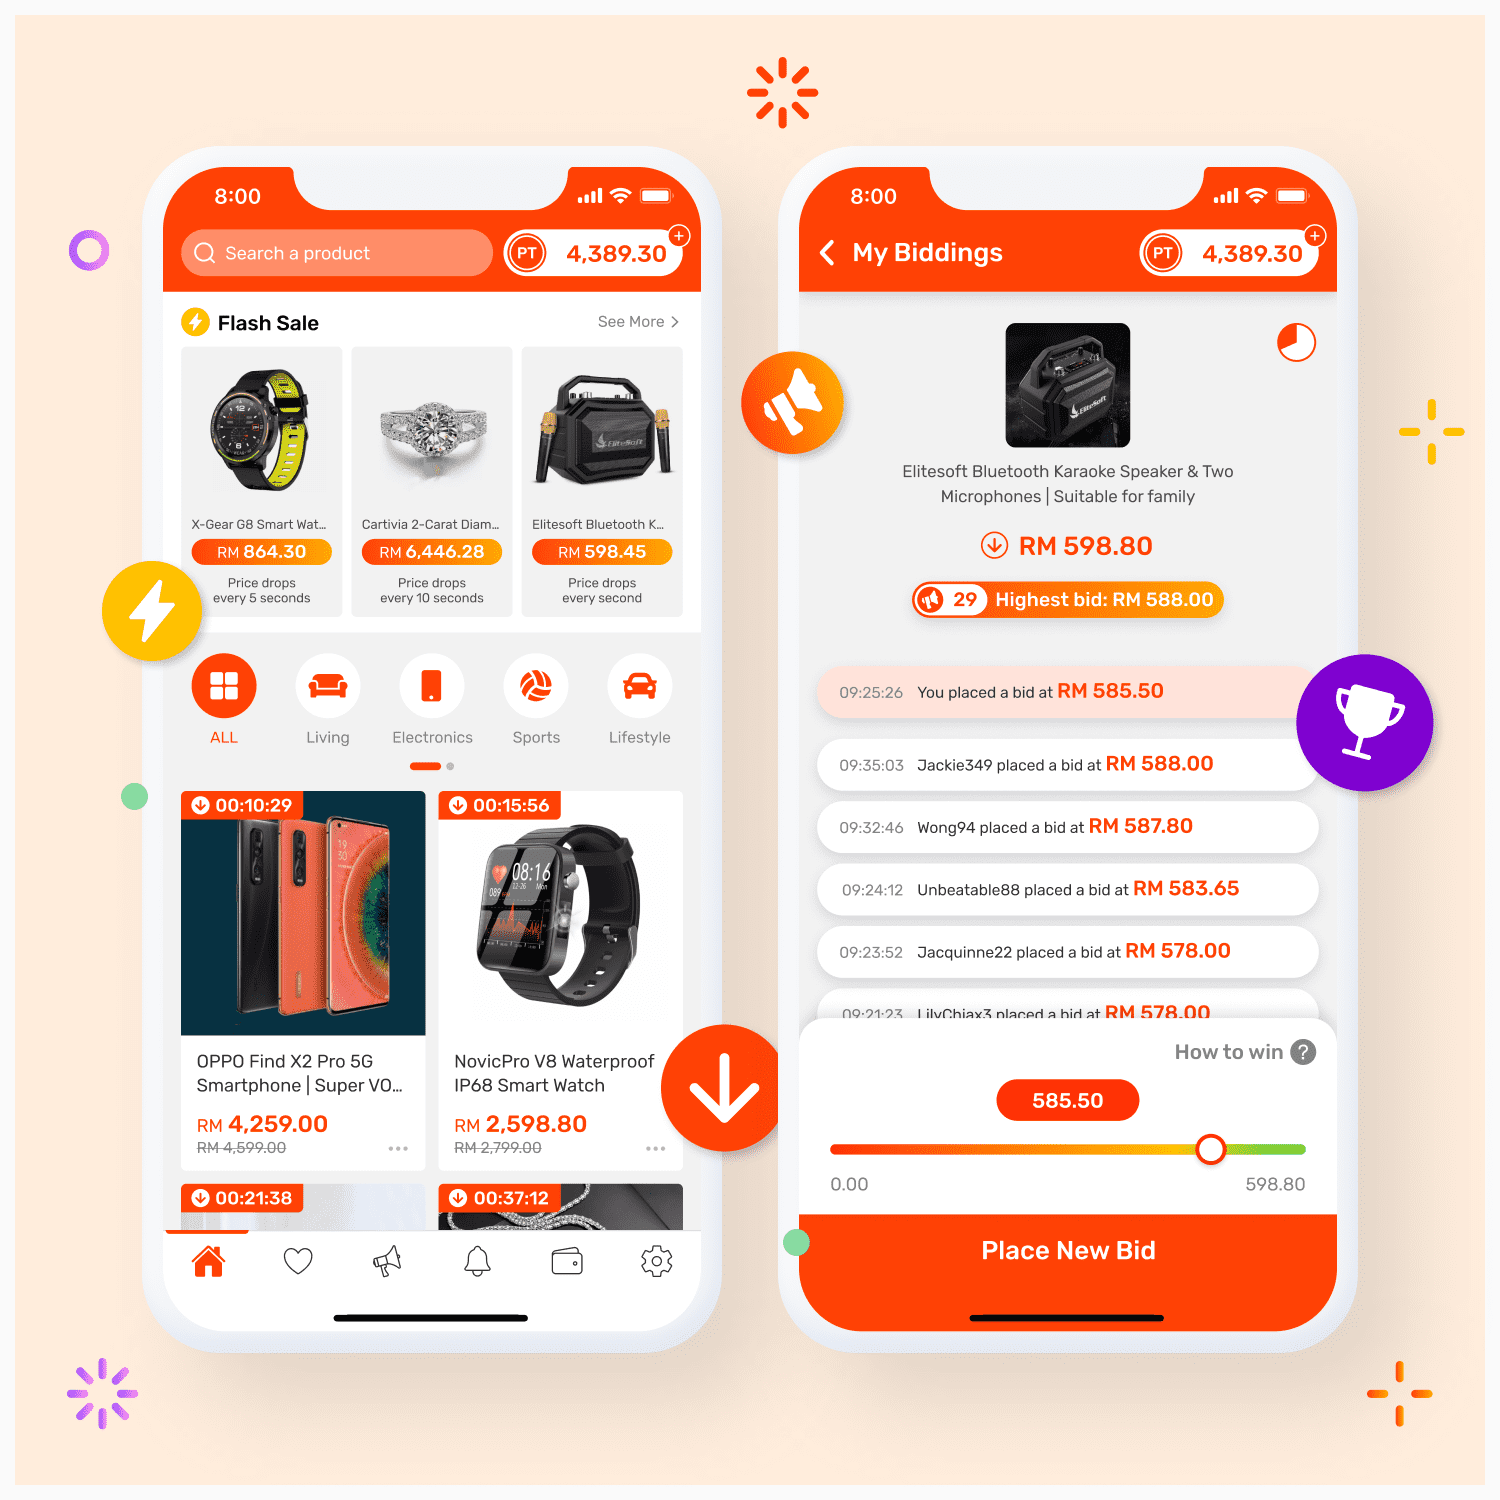 8:00
Search a product
PT 4,389.30
Flash Sale
See More
EliteSoft
X-Gear G8 Smart Wat...
RM 864.30
Price drops
every 5 seconds
Cartivia 2-Carat Diam...
RM 6,446.28
Price drops
every 10 seconds
Elitesoft Bluetooth K...
RM 598.45
Price drops
every second
ALL
Living
Electronics
Sports
Lifestyle
00:10:29
19
30
OPPO Find X2 Pro 5G
Smartphone | Super VO...
RM 4,259.00
RM 4,599.00
00:15:56
08:16
NovicPro V8 Waterproof
IP68 Smart Watch
RM 2,598.80
RM 2,799.00
00:21:38
00:37:12
8:00
My Biddings
PT 4,389.30
EliteSoft
Elitesoft Bluetooth Karaoke Speaker & Two
Microphones | Suitable for family
RM 598.80
29 Highest bid: RM 588.00
09:25:26 You placed a bid at RM 585.50
09:35:03 Jackie349 placed a bid at RM 588.00
09:32:46 Wong94 placed a bid at RM 587.80
09:24:12 Unbeatable88 placed a bid at RM 583.65
09:23:52 Jacquinne22 placed a bid at RM 578.00
09:21:23 LilyChiax3 placed a bid at RM 578.00
How to win ?
585.50
0.00
598.80
Place New Bid